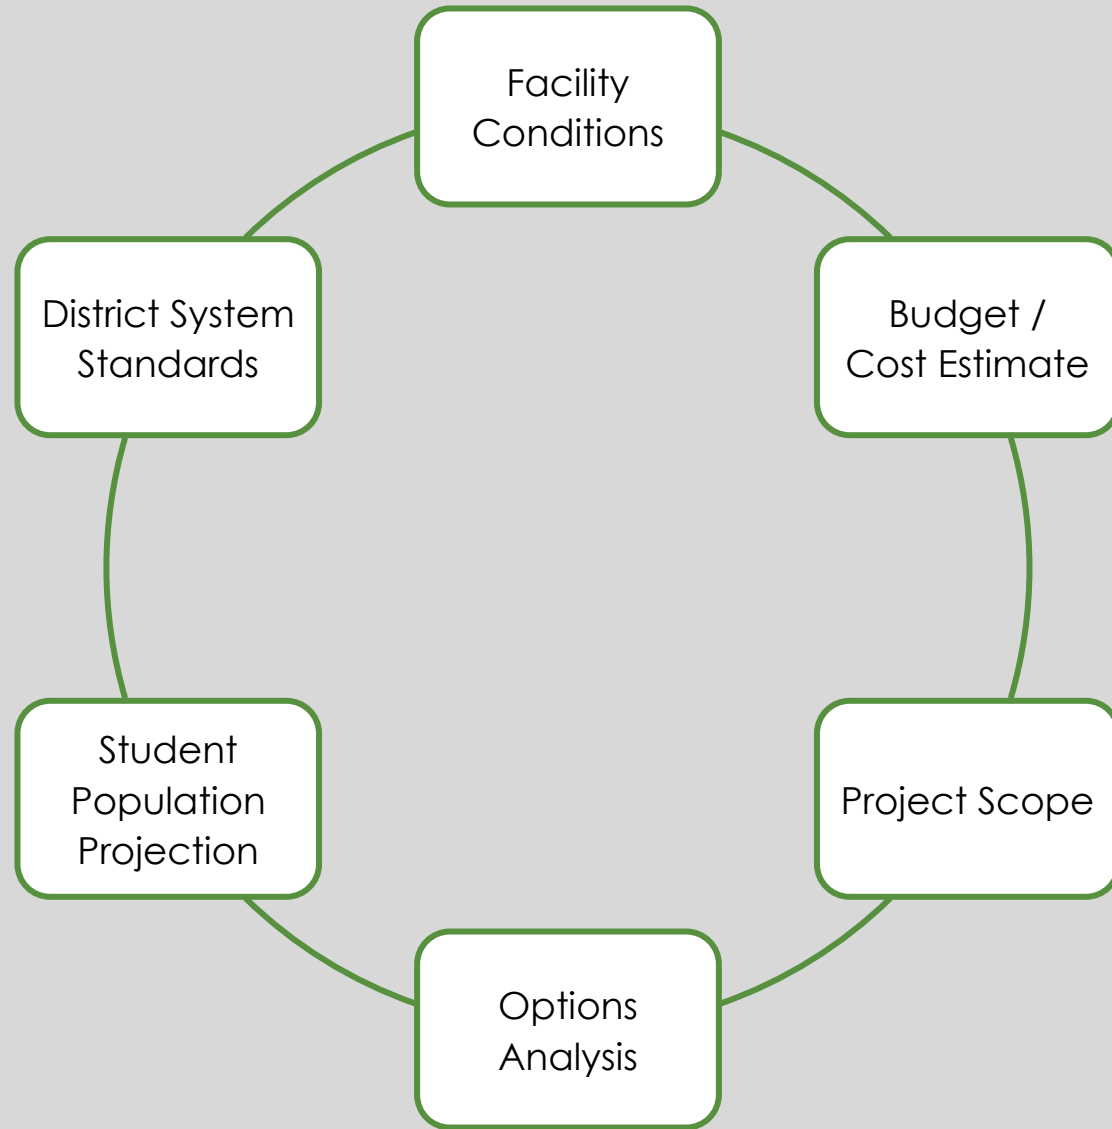 Facility
Conditions
District System
Standards
Budget /
Cost Estimate
Student
Population
Projection
Project Scope
Options
Analysis